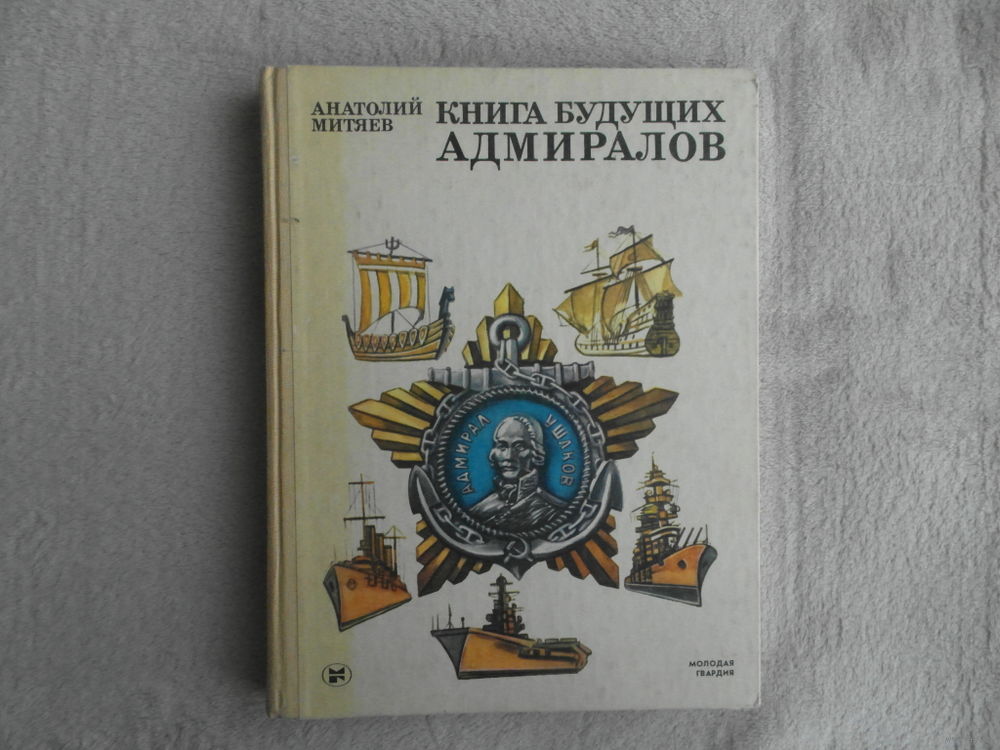 АНАТОЛИЙ
МИТЯЕВ
КНИГА БУДУЩИХ
АДМИРАЛОВ
АДМИРАЛ УШАКОВ
МОЛОДАЯ
ГВАРДИЯ